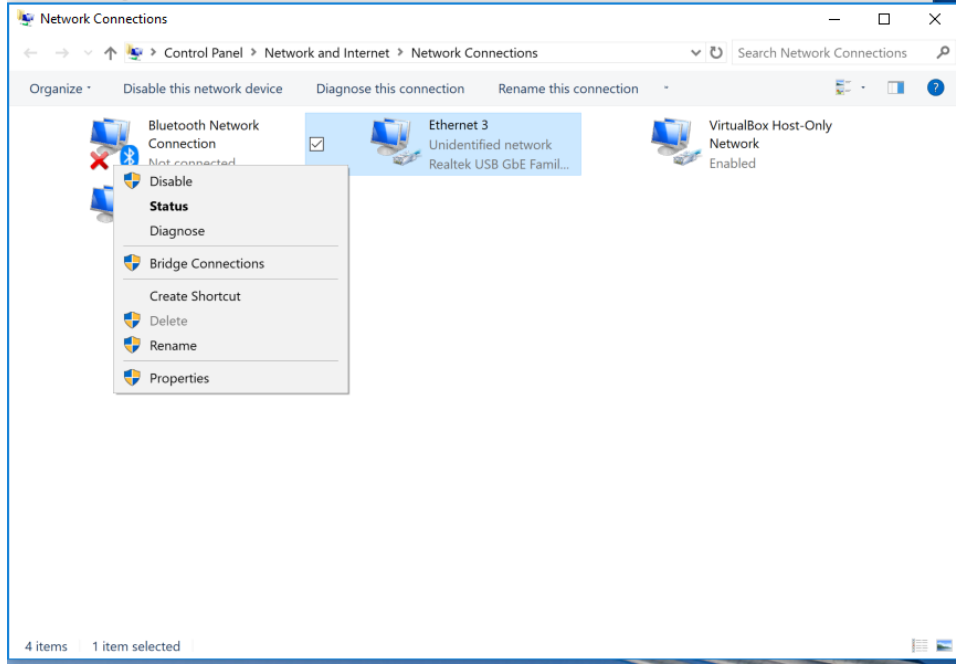 Network Connections
Control Panel > Network and Internet > Network Connections
Search Network Connections
Organize
Disable this network device
Diagnose this connection
Rename this connection
Bluetooth Network
Connection
Not connected
Ethernet 3
Unidentified network
Realtek USB GbE Famil...
VirtualBox Host-Only
Network
Enabled
Disable
Status
Diagnose
Bridge Connections
Create Shortcut
Delete
Rename
Properties
4 items
1 item selected